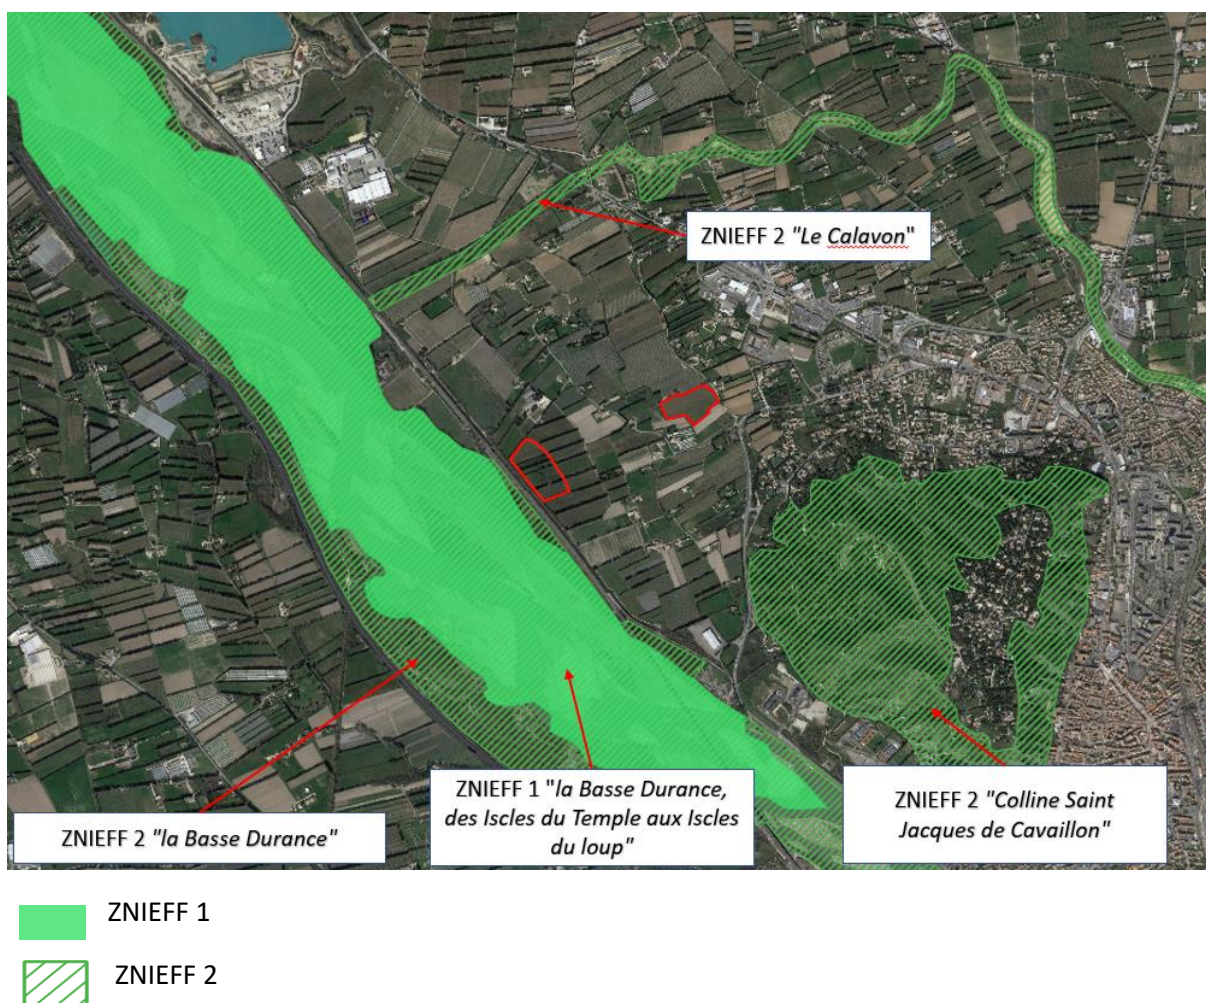 ZNIEFF 2 "Le Calavon"
ZNIEFF 2 "la Basse Durance"
ZNIEFF 1 "la Basse Durance,
des Iscles du Temple aux Iscles
du loup"
ZNIEFF 2 "Colline Saint
Jacques de Cavaillon"
ZNIEFF 1
ZNIEFF 2